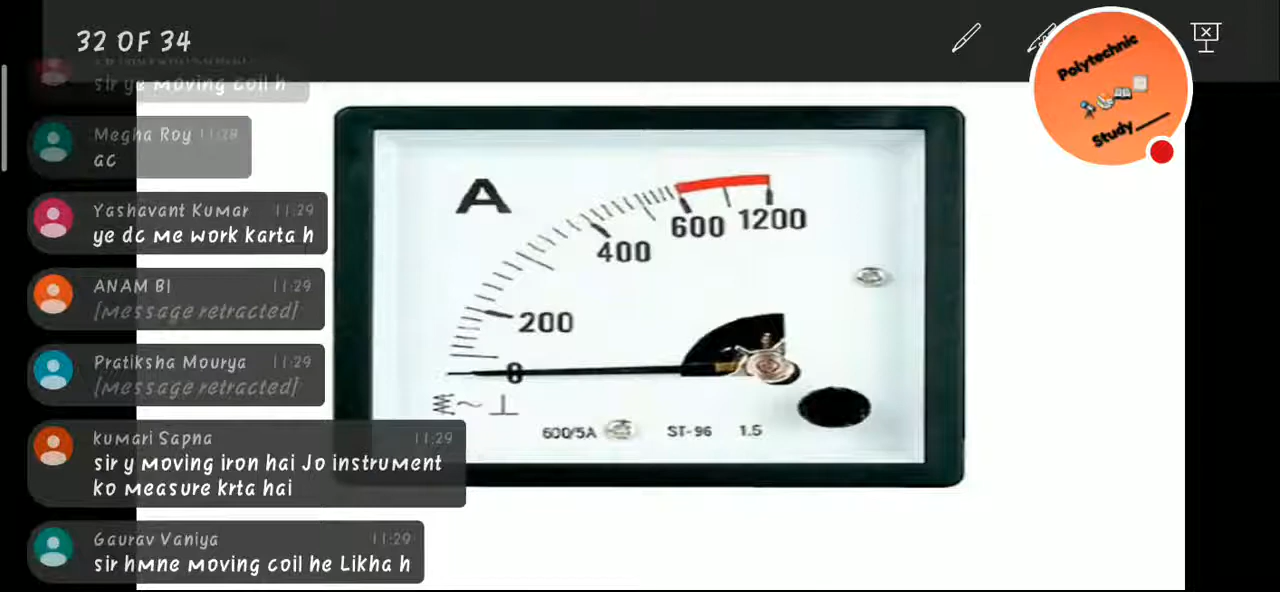 32 OF 34
sir ye moving coil h
Megha Roy 11:28
ac
Yashavant Kumar 11:29
ye dc me work karta h
ANAM BI 11:29
[Message retracted]
Pratiksha Mourya 11:29
[Message retracted]
kumari Sapna 11:29
sir y moving iron hai Jo instrument
ko measure krta hai
Gaurav Vaniya 11:29
sir hmne moving coil he Likha h
A
0
200
400
600
1200
600/5A ST-96 1.5
Polytechnic
Study